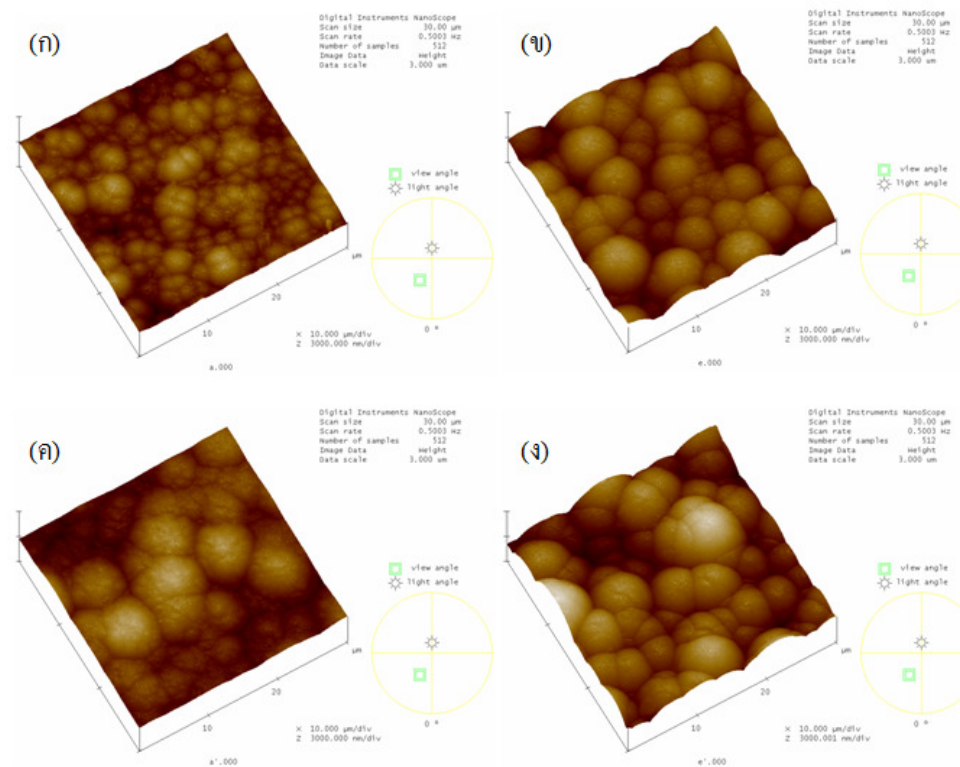 (ก)
Digital Instruments NanoScope
Scan size 30.00 µm
Scan rate 0.5003 Hz
Number of samples 512
Image Data Height
Data scale 3.000 um
view angle
light angle
µm
20
10
0 °
X 10.000 µm/div
Z 3000.000 nm/div
a.000
(ข)
Digital Instruments NanoScope
Scan size 30.00 µm
Scan rate 0.5003 Hz
Number of samples 512
Image Data Height
Data scale 3.000 um
view angle
light angle
µm
20
10
0 °
X 10.000 µm/div
Z 3000.000 nm/div
e.000
(ค)
Digital Instruments NanoScope
Scan size 30.00 µm
Scan rate 0.5003 Hz
Number of samples 512
Image Data Height
Data scale 3.000 um
view angle
light angle
µm
20
10
0 °
X 10.000 µm/div
Z 3000.000 nm/div
a'.000
(ง)
Digital Instruments NanoScope
Scan size 30.00 µm
Scan rate 0.5003 Hz
Number of samples 512
Image Data Height
Data scale 3.000 um
view angle
light angle
µm
20
10
0 °
X 10.000 µm/div
Z 3000.001 nm/div
e'.000